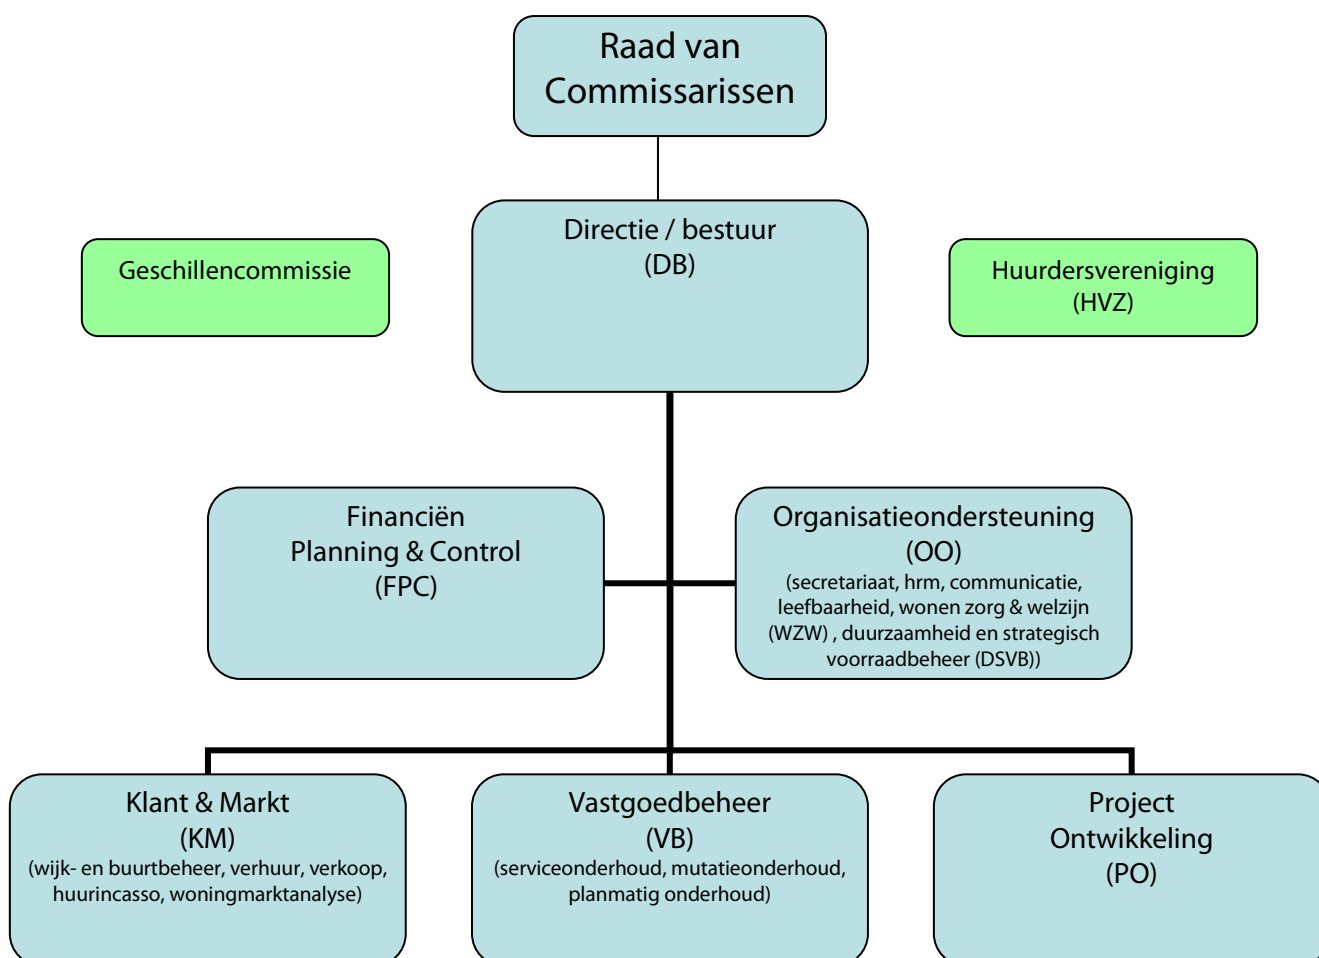 Raad van
Commissarissen
Directie / bestuur
(DB)
Geschillencommissie
Huurdersvereniging
(HVZ)
Financiën
Planning & Control
(FPC)
Organisatieondersteuning
(OO)
(secretariaat, hrm, communicatie,
leefbaarheid, wonen zorg & welzijn
(WZW) , duurzaamheid en strategisch
voorraadbeheer (DSVB))
Klant & Markt
(KM)
(wijk- en buurtbeheer, verhuur, verkoop,
huurincasso, woningmarktanalyse)
Vastgoedbeheer
(VB)
(serviceonderhoud, mutatieonderhoud,
planmatig onderhoud)
Project
Ontwikkeling
(PO)